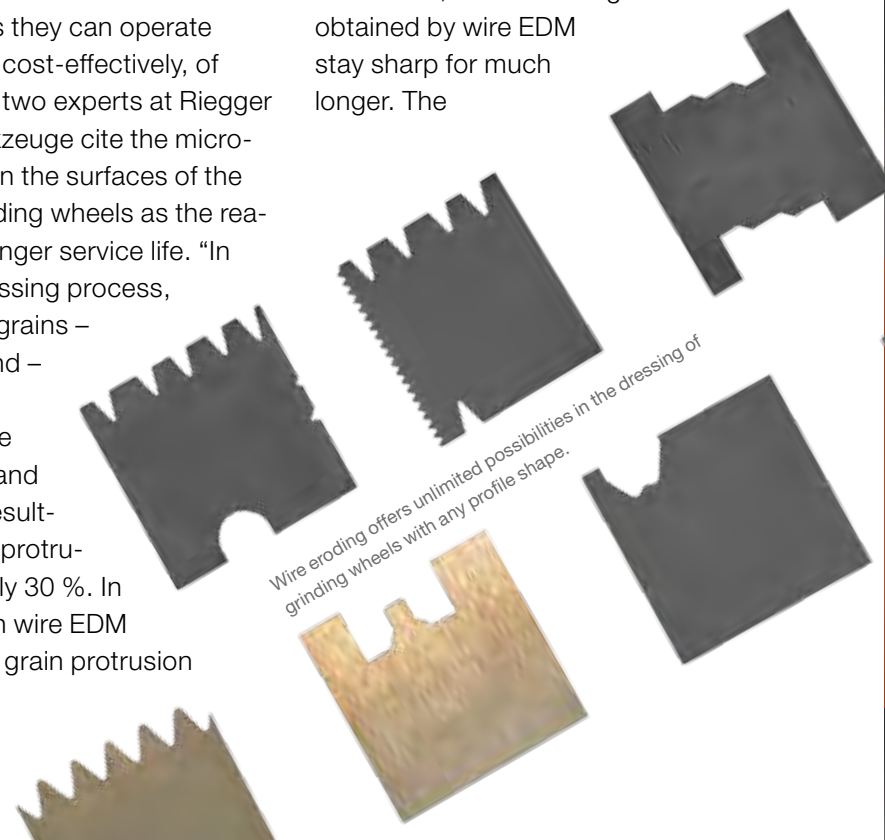 s they can operate
cost-effectively, of
two experts at Riegger
zeuge cite the micro-
n the surfaces of the
ding wheels as the rea-
nger service life. “In
ssing process,
grains –
nd –
e
and
esult-
protru-
ly 30 %. In
n wire EDM
grain protrusion
obtained by wire EDM
stay sharp for much
longer. The
Wire eroding offers unlimited possibilities in the dressing of
grinding wheels with any profile shape.